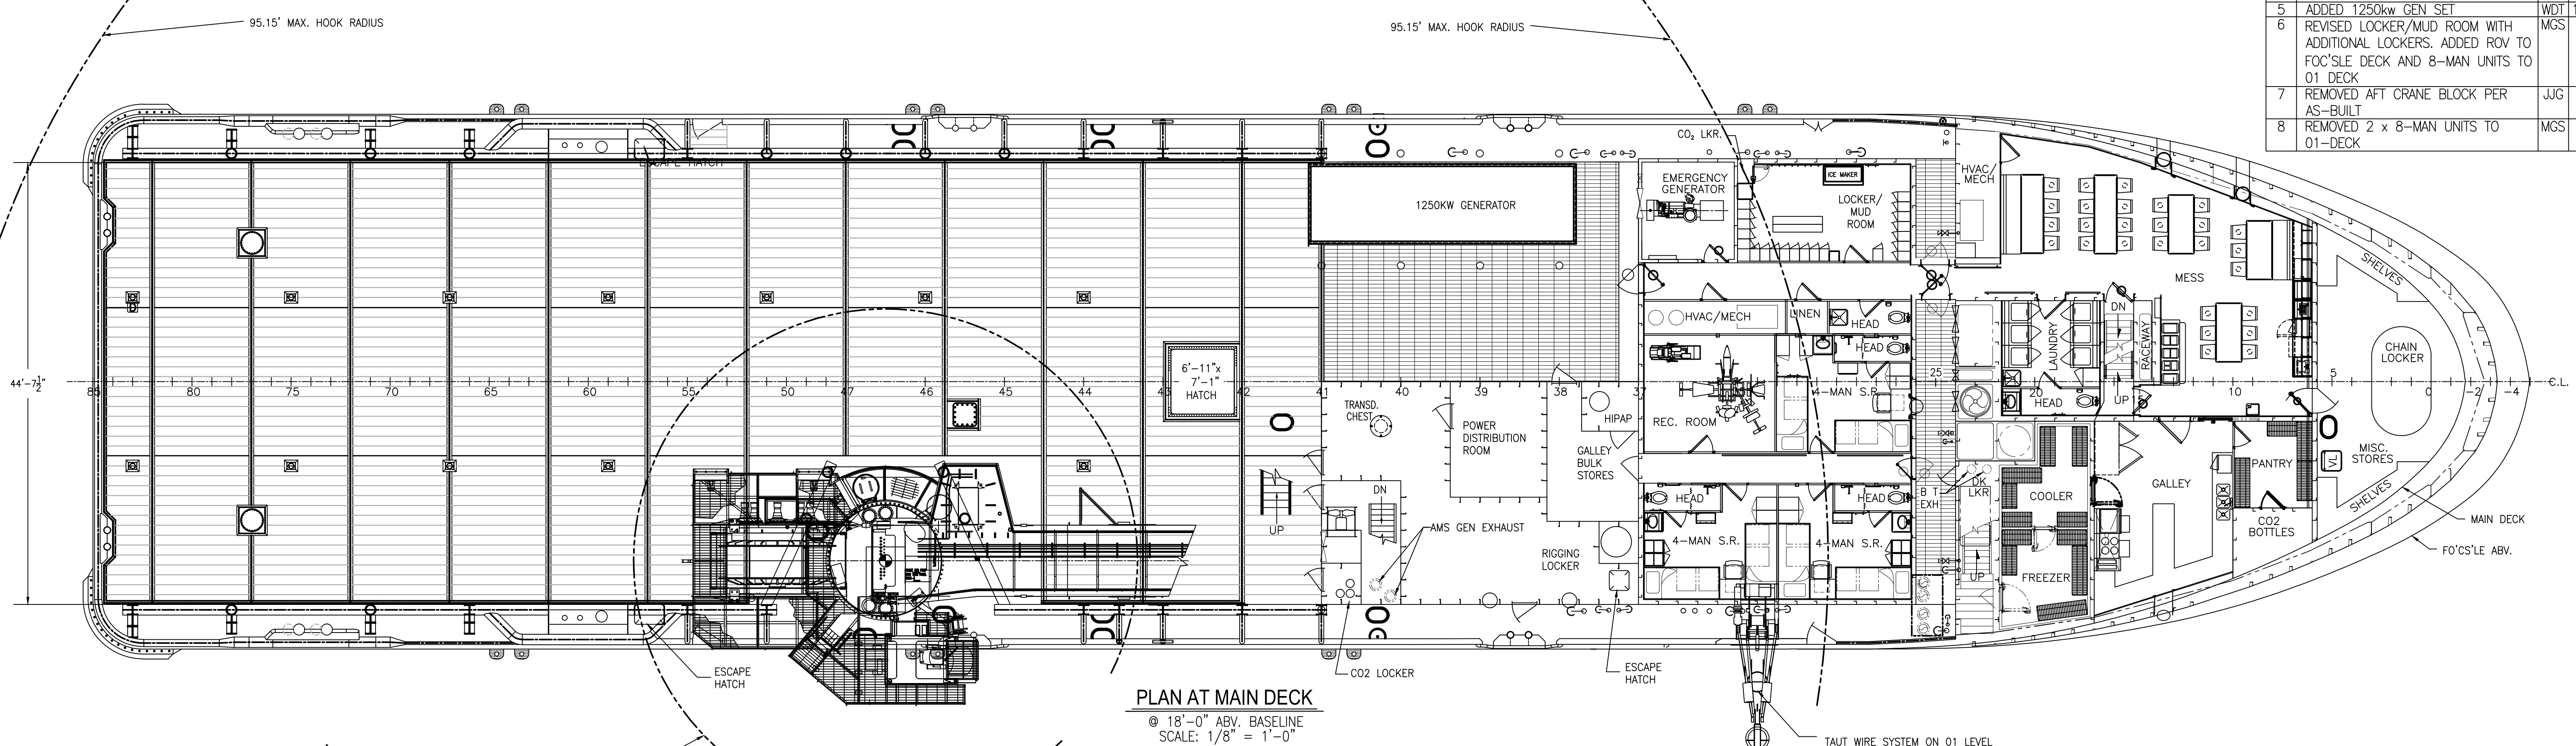 95.15' MAX. HOOK RADIUS
95.15' MAX. HOOK RADIUS
5 ADDED 1250kw GEN SET WDT
6 REVISED LOCKER/MUD ROOM WITH MGS
ADDITIONAL LOCKERS. ADDED ROV TO
FOC'SLE DECK AND 8-MAN UNITS TO
01 DECK
7 REMOVED AFT CRANE BLOCK PER JJG
AS-BUILT
8 REMOVED 2 x 8-MAN UNITS TO MGS
01-DECK
ESCAPE HATCH
CO₂ LKR.
1250KW GENERATOR
EMERGENCY
GENERATOR
ICE MAKER
LOCKER/
MUD
ROOM
HVAC/
MECH
MESS
SHELVES
HVAC/MECH
LINEN
HEAD
HEAD
LAUNDRY
DN
RACEWAY
CHAIN
LOCKER
6'-11"x
7'-1"
HATCH
44'-7½"
85 80 75 70 65 60 55 50 47 46 45 44 43 42 41 40 39 38 37 25 20 15 10 5 0 -2 -4 C.L.
TRANSD.
CHEST
POWER
DISTRIBUTION
ROOM
HIPAP
GALLEY
BULK
STORES
REC. ROOM
4-MAN S.R.
HEAD
UP
MISC.
STORES
VL
PANTRY
GALLEY
COOLER
DK
LKR
B T
EXH
SHELVES
CO2
BOTTLES
MAIN DECK
FO'CS'LE ABV.
UP
DN
AMS GEN EXHAUST
RIGGING
LOCKER
HEAD
HEAD
4-MAN S.R.
4-MAN S.R.
UP
FREEZER
ESCAPE
HATCH
CO2 LOCKER
ESCAPE
HATCH
PLAN AT MAIN DECK
@ 18'-0" ABV. BASELINE
SCALE: 1/8" = 1'-0"
TAUT WIRE SYSTEM ON 01 LEVEL